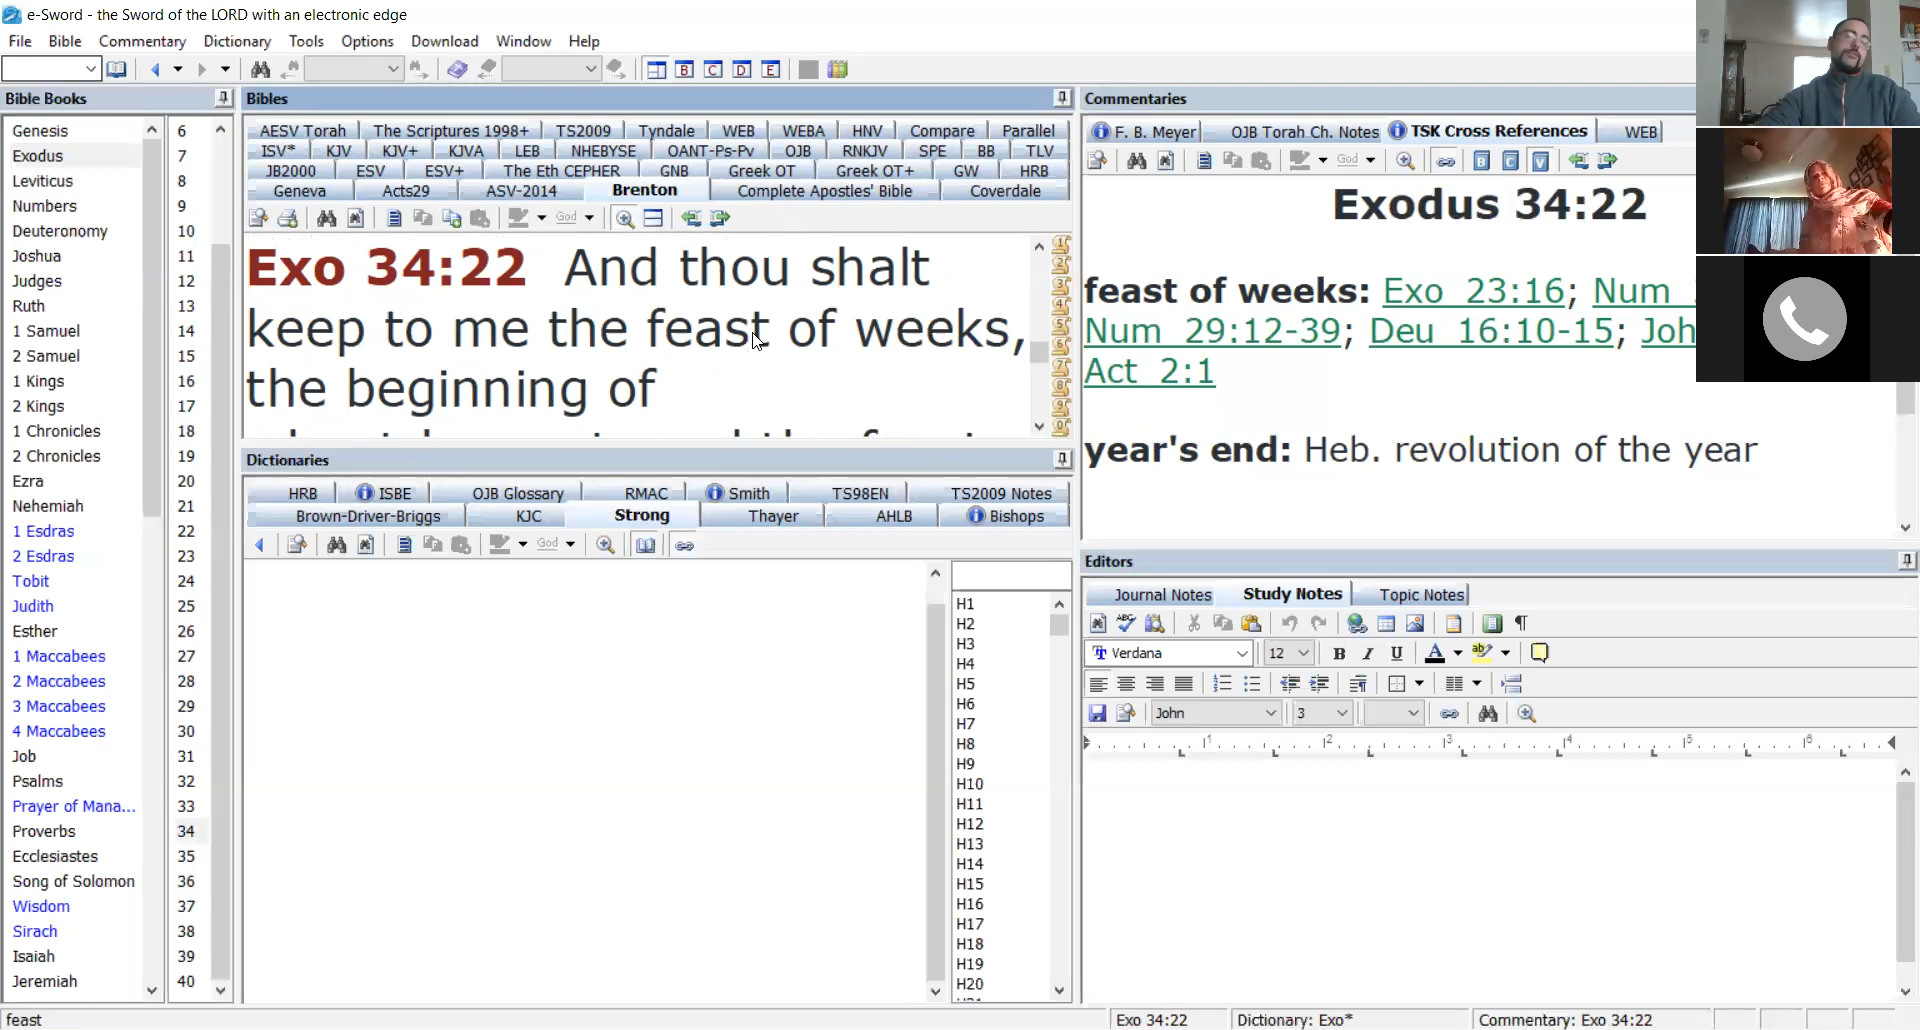 e-Sword - the Sword of the LORD with an electronic edge
File Bible Commentary Dictionary Tools Options Download Window Help
B C D E
Bible Books
Genesis
Exodus
Leviticus
Numbers
Deuteronomy
Joshua
Judges
Ruth
1 Samuel
2 Samuel
1 Kings
2 Kings
1 Chronicles
2 Chronicles
Ezra
Nehemiah
1 Esdras
2 Esdras
Tobit
Judith
Esther
1 Maccabees
2 Maccabees
3 Maccabees
4 Maccabees
Job
Psalms
Prayer of Mana...
Proverbs
Ecclesiastes
Song of Solomon
Wisdom
Sirach
Isaiah
Jeremiah
6
7
8
9
10
11
12
13
14
15
16
17
18
19
20
21
22
23
24
25
26
27
28
29
30
31
32
33
34
35
36
37
38
39
40
Bibles
AESV Torah The Scriptures 1998+ TS2009 Tyndale WEB WEBA HNV Compare Parallel
ISV* KJV KJV+ KJVA LEB NHEBYSE OANT-Ps-Pv OJB RNKJV SPE BB TLV
JB2000 ESV ESV+ The Eth CEPHER GNB Greek OT Greek OT+ GW HRB
Geneva Acts29 ASV-2014 Brenton Complete Apostles' Bible Coverdale
God
Exo 34:22 And thou shalt
keep to me the feast of weeks,
the beginning of
Dictionaries
HRB ISBE OJB Glossary RMAC Smith TS98EN TS2009 Notes
Brown-Driver-Briggs KJC Strong Thayer AHLB Bishops
God
H1
H2
H3
H4
H5
H6
H7
H8
H9
H10
H11
H12
H13
H14
H15
H16
H17
H18
H19
H20
Commentaries
F. B. Meyer OJB Torah Ch. Notes TSK Cross References WEB
God B C V
Exodus 34:22
feast of weeks: Exo 23:16; Num
Num 29:12-39; Deu 16:10-15; Joh
Act 2:1
year's end: Heb. revolution of the year
Editors
Journal Notes Study Notes Topic Notes
ABC ¶
Verdana 12 B I U A ab
John 3
1 2 3 4 5 6
feast Exo 34:22 Dictionary: Exo* Commentary: Exo 34:22